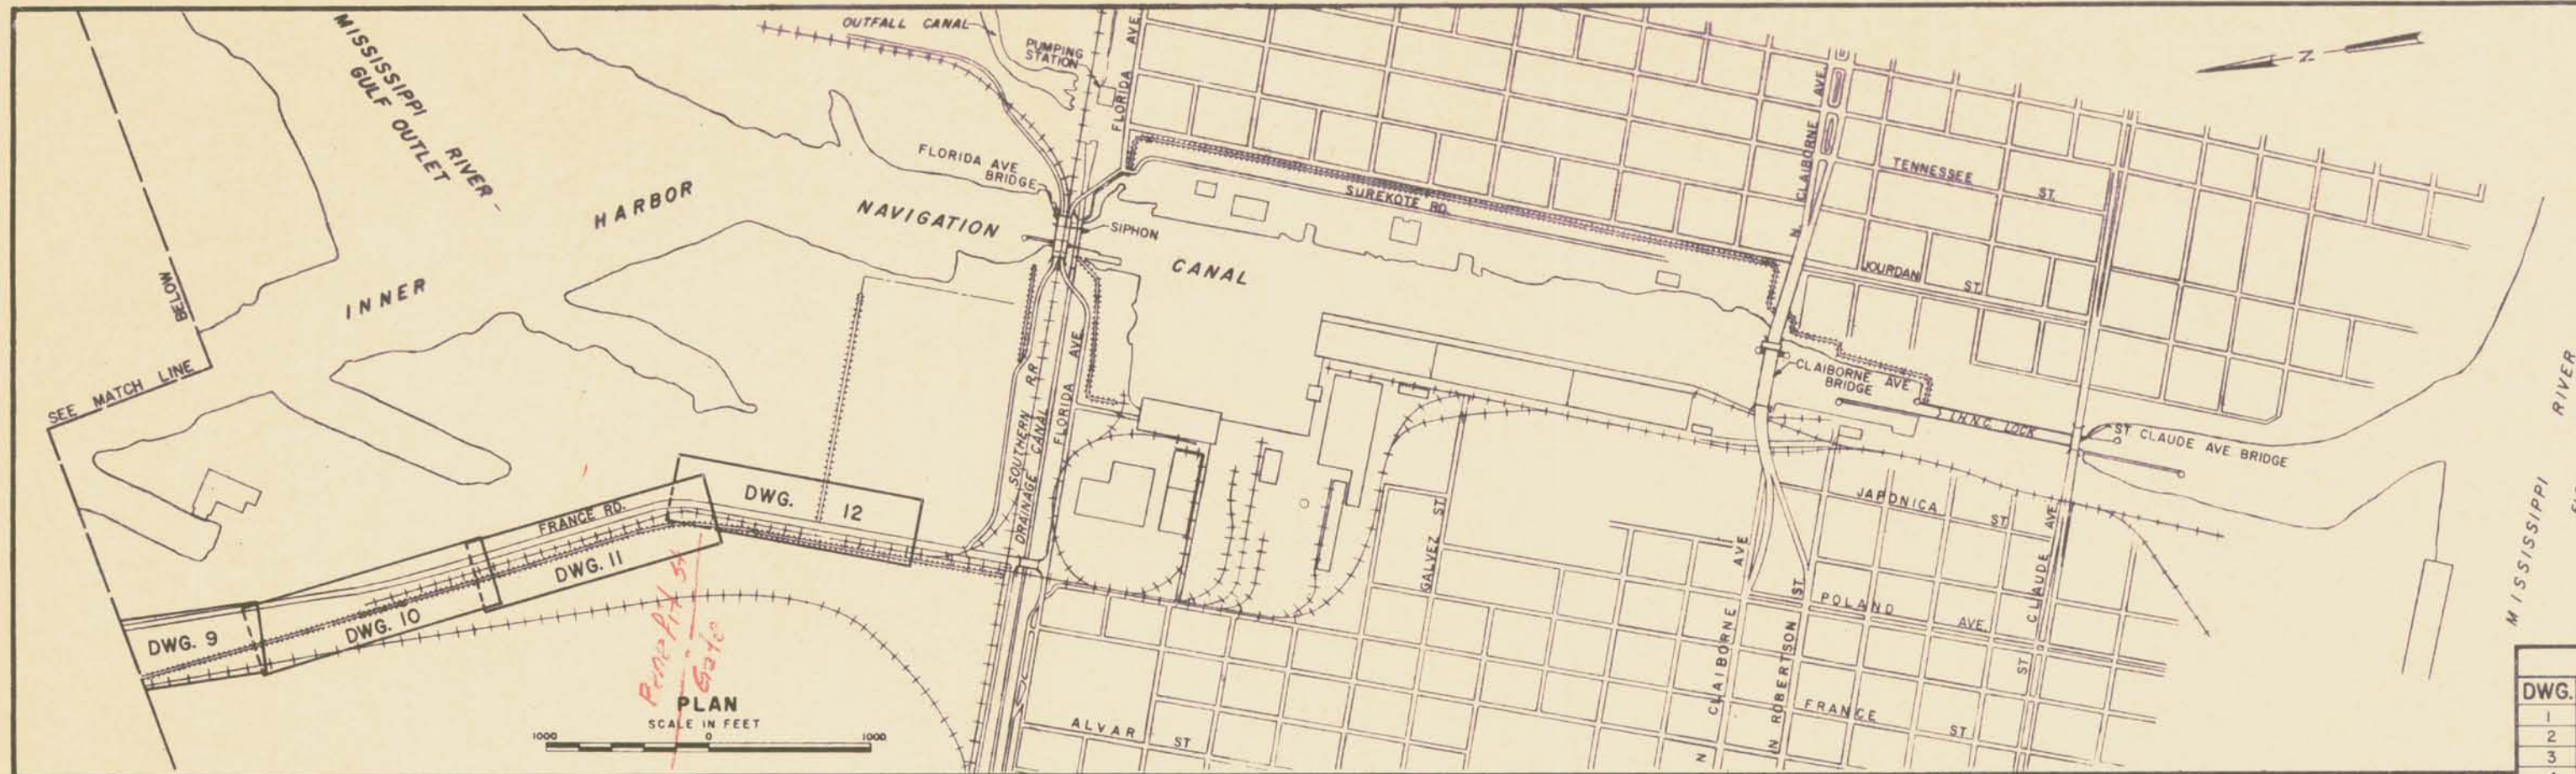 MISSISSIPPI RIVER -
GULF OUTLET
OUTFALL CANAL
PUMPING
STATION
FLORIDA AVE
N
FLORIDA AVE
BRIDGE
SIPHON
INNER HARBOR NAVIGATION CANAL
SUREKOTE RD.
N. CLAIBORNE AVE.
TENNESSEE ST.
JOURDAN ST.
BELOW
SEE MATCH LINE
SOUTHERN R.R.
DRAINAGE CANAL
FLORIDA AVE
CLAIBORNE AVE
BRIDGE
I.H.N.C. LOCK
ST CLAUDE AVE BRIDGE
MISSISSIPPI RIVER
FRANCE RD.
DWG. 9
DWG. 10
DWG. 11
DWG. 12
GALVEZ ST
JAPONICA ST
N CLAIBORNE AVE
N ROBERTSON ST.
POLAND AVE.
ST CLAUDE AVE.
FRANCE ST
ALVAR ST
Gate
PLAN
SCALE IN FEET
1000 0 1000
DWG.
1
2
3